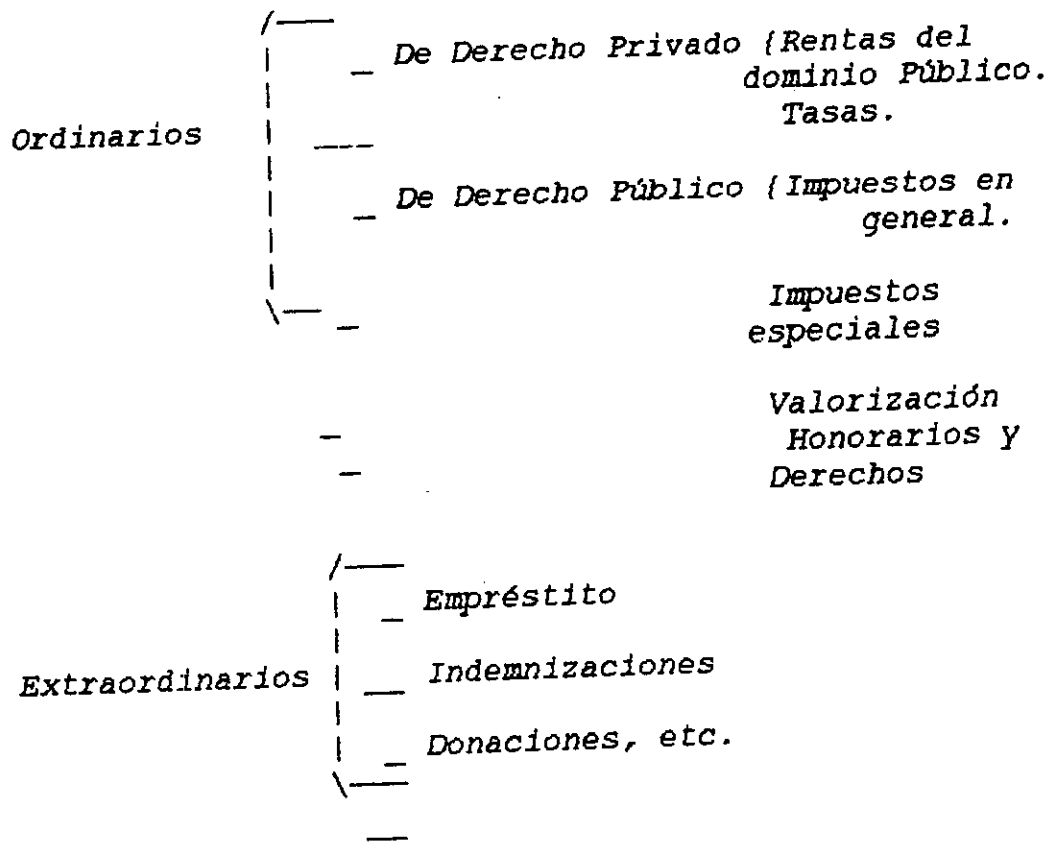 De Derecho Privado {Rentas del
dominio Público.
Tasas.
Ordinarios
De Derecho Público {Impuestos en
general.
Impuestos
especiales
Valorización
Honorarios y
Derechos
Empréstito
Extraordinarios
Indemnizaciones
Donaciones, etc.